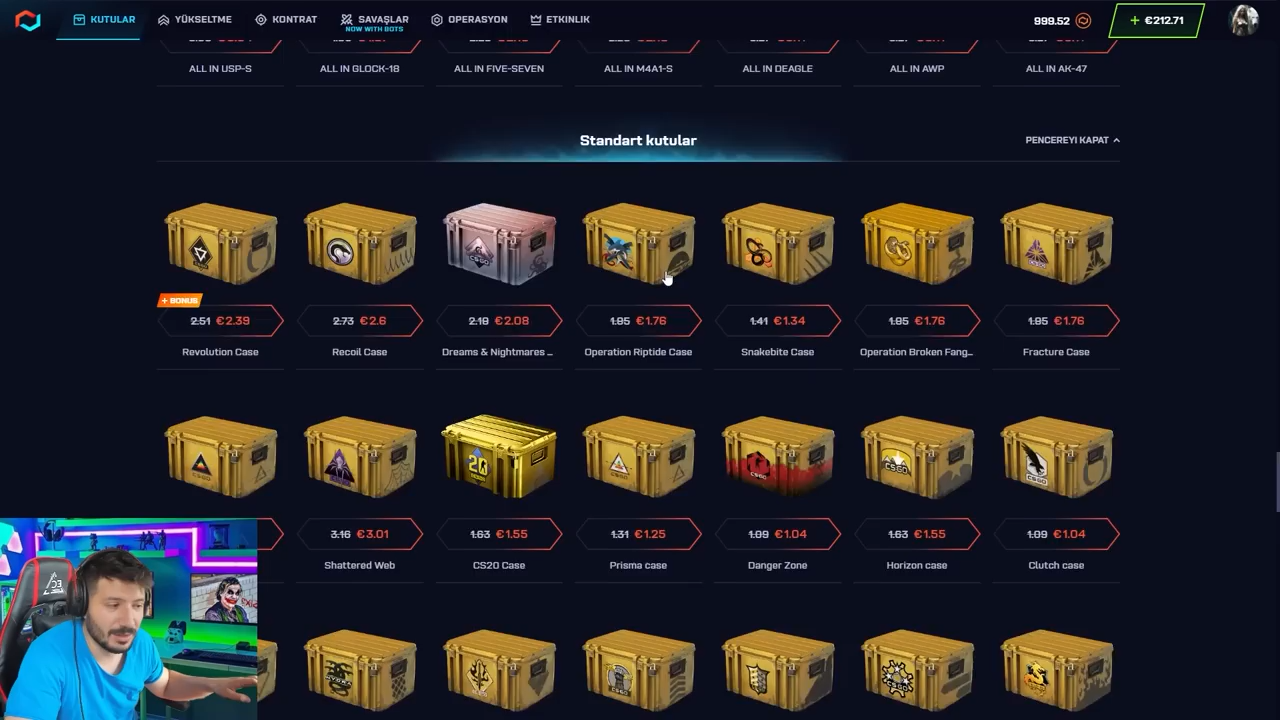 KUTULAR
YÜKSELTME
KONTRAT
SAVAŞLAR
NOW WITH BOTS
OPERASYON
ETKINLIK
999.52
+ €212.71
ALL IN USP-S
ALL IN GLOCK-18
ALL IN FIVE-SEVEN
ALL IN M4A1-S
ALL IN DEAGLE
ALL IN AWP
ALL IN AK-47
Standart kutular
PENCEREYI KAPAT
+ BONUS
2.51 €2.39
2.73 €2.6
2.18 €2.08
1.85 €1.76
1.41 €1.34
1.85 €1.76
1.85 €1.76
Revolution Case
Recoil Case
Dreams & Nightmares ...
Operation Riptide Case
Snakebite Case
Operation Broken Fang...
Fracture Case
3.16 €3.01
1.63 €1.55
1.31 €1.25
1.09 €1.04
1.63 €1.55
1.09 €1.04
Shattered Web
CS20 Case
Prisma case
Danger Zone
Horizon case
Clutch case